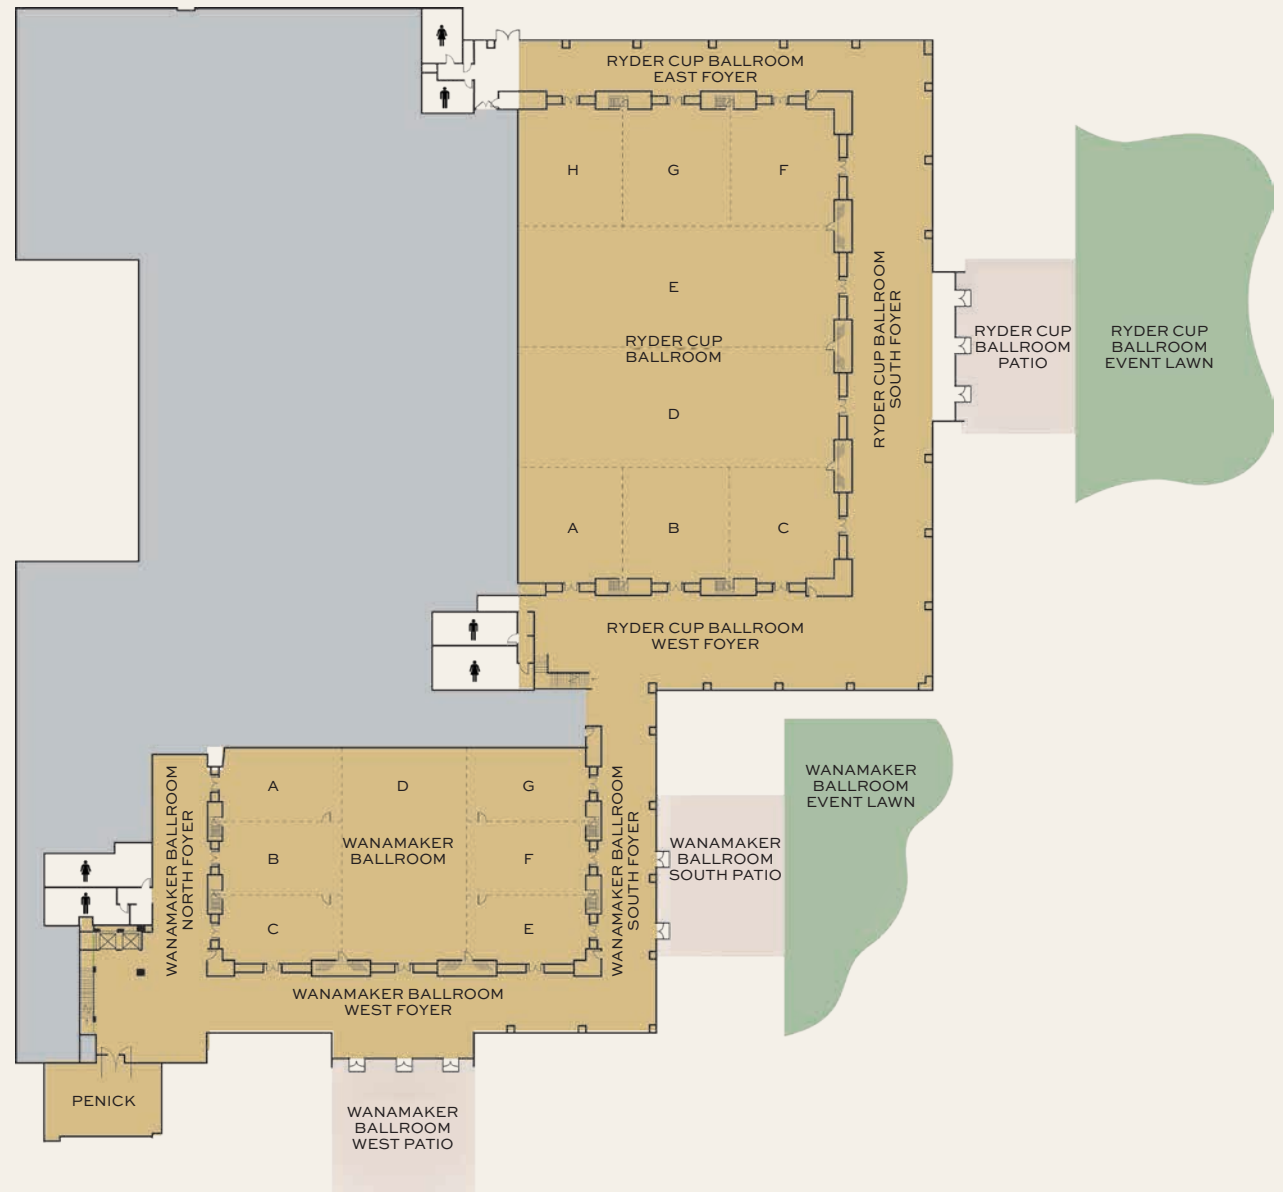 RYDER CUP BALLROOM
EAST FOYER
H
G
F
E
RYDER CUP
BALLROOM
D
A
B
C
RYDER CUP BALLROOM
SOUTH FOYER
RYDER CUP
BALLROOM
PATIO
RYDER CUP
BALLROOM
EVENT LAWN
RYDER CUP BALLROOM
WEST FOYER
WANAMAKER BALLROOM
NORTH FOYER
A
D
G
B
WANAMAKER
BALLROOM
F
C
E
WANAMAKER BALLROOM
SOUTH FOYER
WANAMAKER
BALLROOM
SOUTH PATIO
WANAMAKER
BALLROOM
EVENT LAWN
WANAMAKER BALLROOM
WEST FOYER
PENICK
WANAMAKER
BALLROOM
WEST PATIO